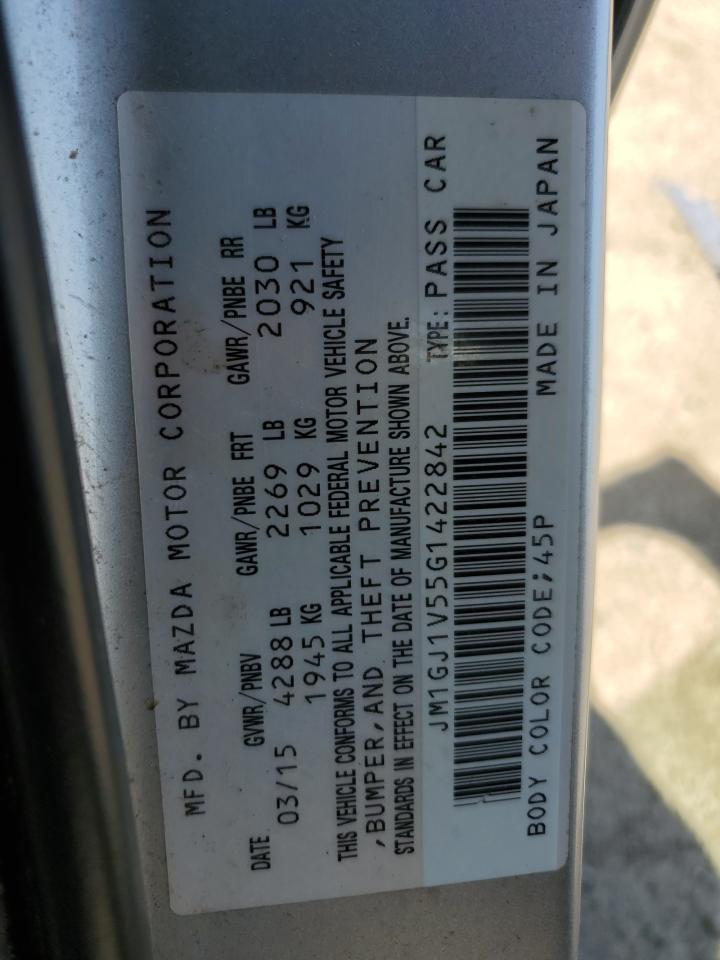 MFD. BY MAZDA MOTOR CORPORATION
DATE GVWR/PNBV GAWR/PNBE FRT GAWR/PNBE RR
03/15 4288 LB 2269 LB 2030 LB
1945 KG 1029 KG 921 KG
THIS VEHICLE CONFORMS TO ALL APPLICABLE FEDERAL MOTOR VEHICLE SAFETY
,BUMPER,AND THEFT PREVENTION
STANDARDS IN EFFECT ON THE DATE OF MANUFACTURE SHOWN ABOVE.
JM1GJ1V55G1422842 TYPE: PASS CAR
BODY COLOR CODE;45P MADE IN JAPAN